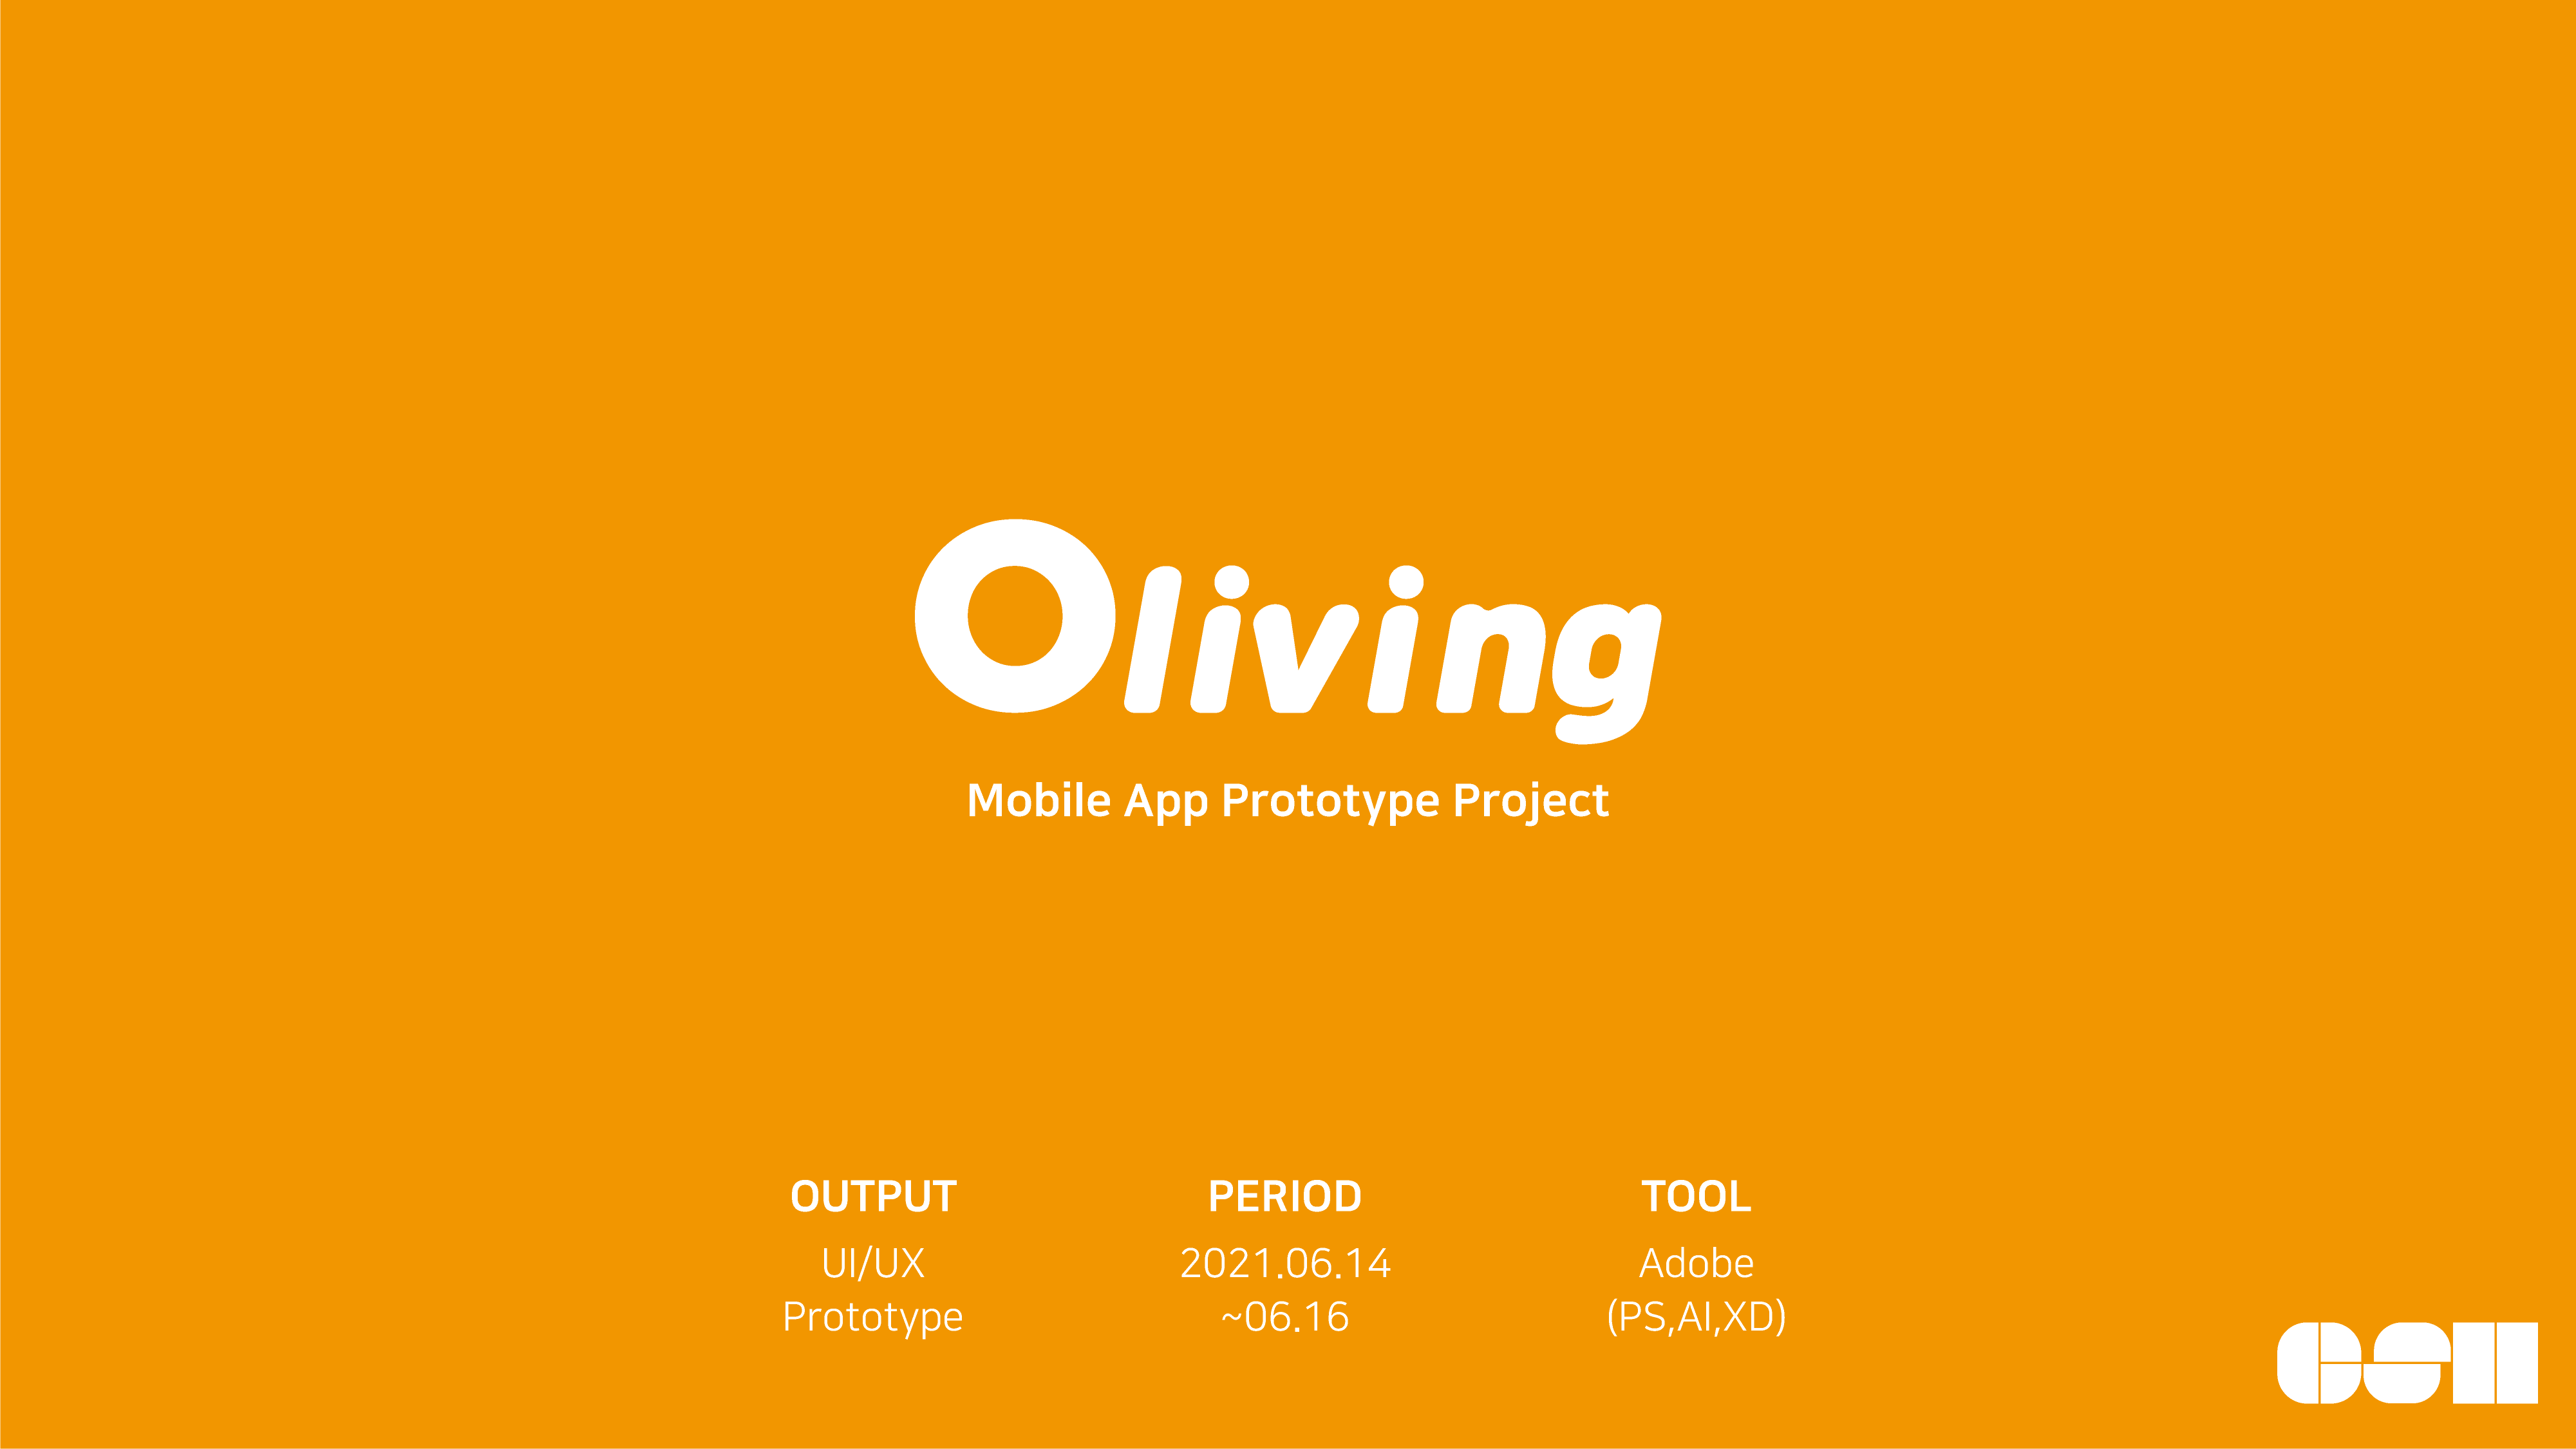 Oliving
Mobile App Prototype Project
OUTPUT
UI/UX
Prototype
PERIOD
2021.06.14
~06.16
TOOL
Adobe
(PS,AI,XD)